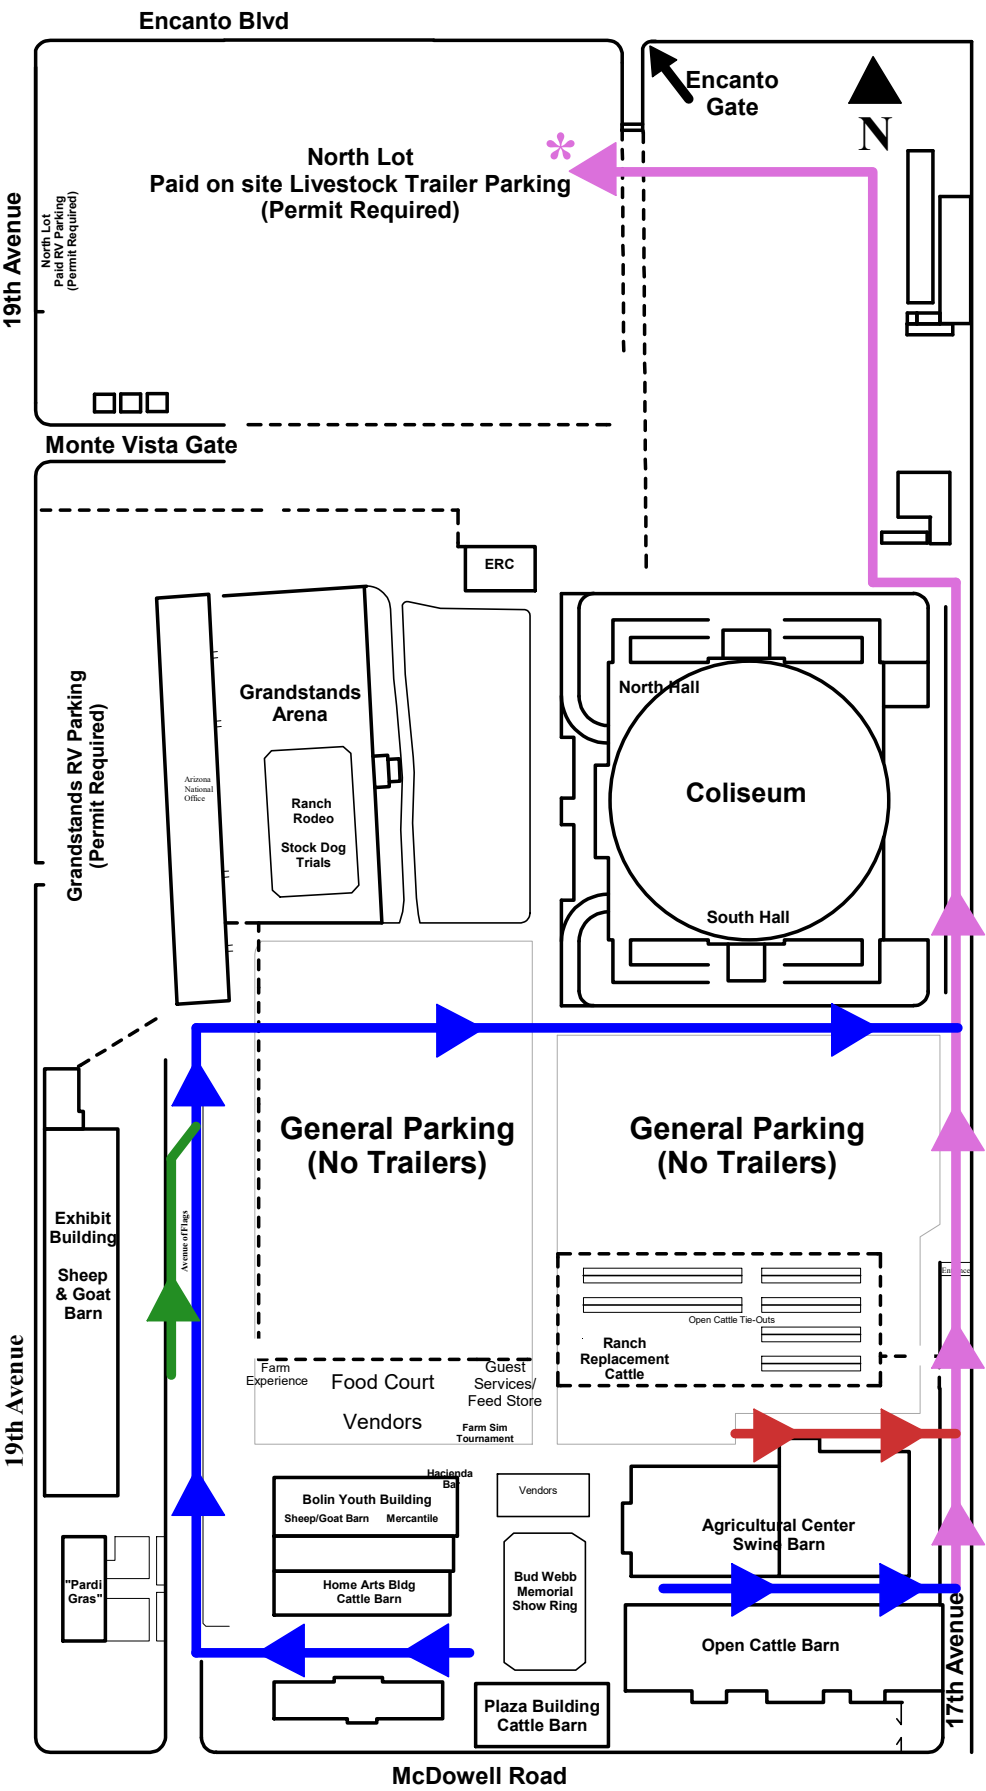 Encanto Blvd
Encanto
Gate
N
North Lot
Paid on site Livestock Trailer Parking
(Permit Required)
19th Avenue
North Lot
Paid RV Parking
(Permit Required)
Monte Vista Gate
ERC
Grandstands RV Parking
(Permit Required)
Grandstands
Arena
Arizona
National
Office
Ranch
Rodeo
Stock Dog
Trials
North Hall
Coliseum
South Hall
General Parking
(No Trailers)
General Parking
(No Trailers)
Exhibit
Building
Sheep
& Goat
Barn
Avenue of Flags
Entrance
Open Cattle Tie-Outs
Ranch
Replacement
Cattle
Farm
Experience
Food Court
Vendors
Guest
Services/
Feed Store
Farm Sim
Tournament
19th Avenue
Hacienda
Bar
Bolin Youth Building
Sheep/Goat Barn
Mercantile
Vendors
Agricultural Center
Swine Barn
"Pardi
Gras"
Home Arts Bldg
Cattle Barn
Bud Webb
Memorial
Show Ring
Open Cattle Barn
17th Avenue
Plaza Building
Cattle Barn
McDowell Road